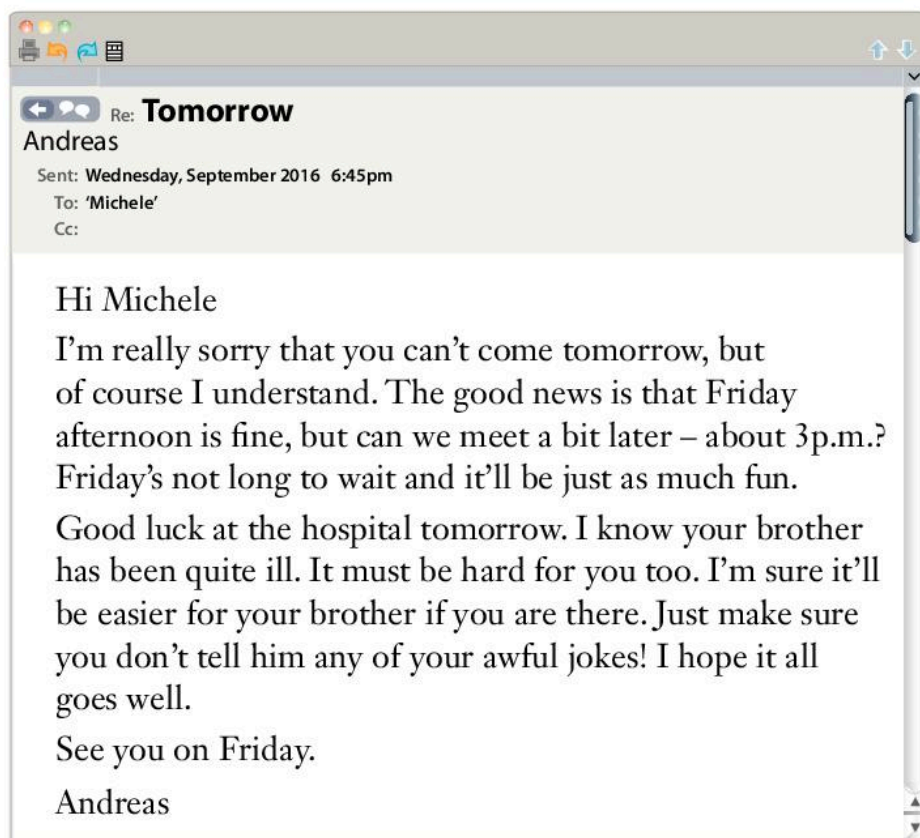 Re: Tomorrow
Andreas
Sent: Wednesday, September 2016 6:45pm
To: ‘Michele’
Cc:
Hi Michele
I’m really sorry that you can’t come tomorrow, but
of course I understand. The good news is that Friday
afternoon is fine, but can we meet a bit later – about 3p.m.?
Friday’s not long to wait and it’ll be just as much fun.
Good luck at the hospital tomorrow. I know your brother
has been quite ill. It must be hard for you too. I’m sure it’ll
be easier for your brother if you are there. Just make sure
you don’t tell him any of your awful jokes! I hope it all
goes well.
See you on Friday.
Andreas